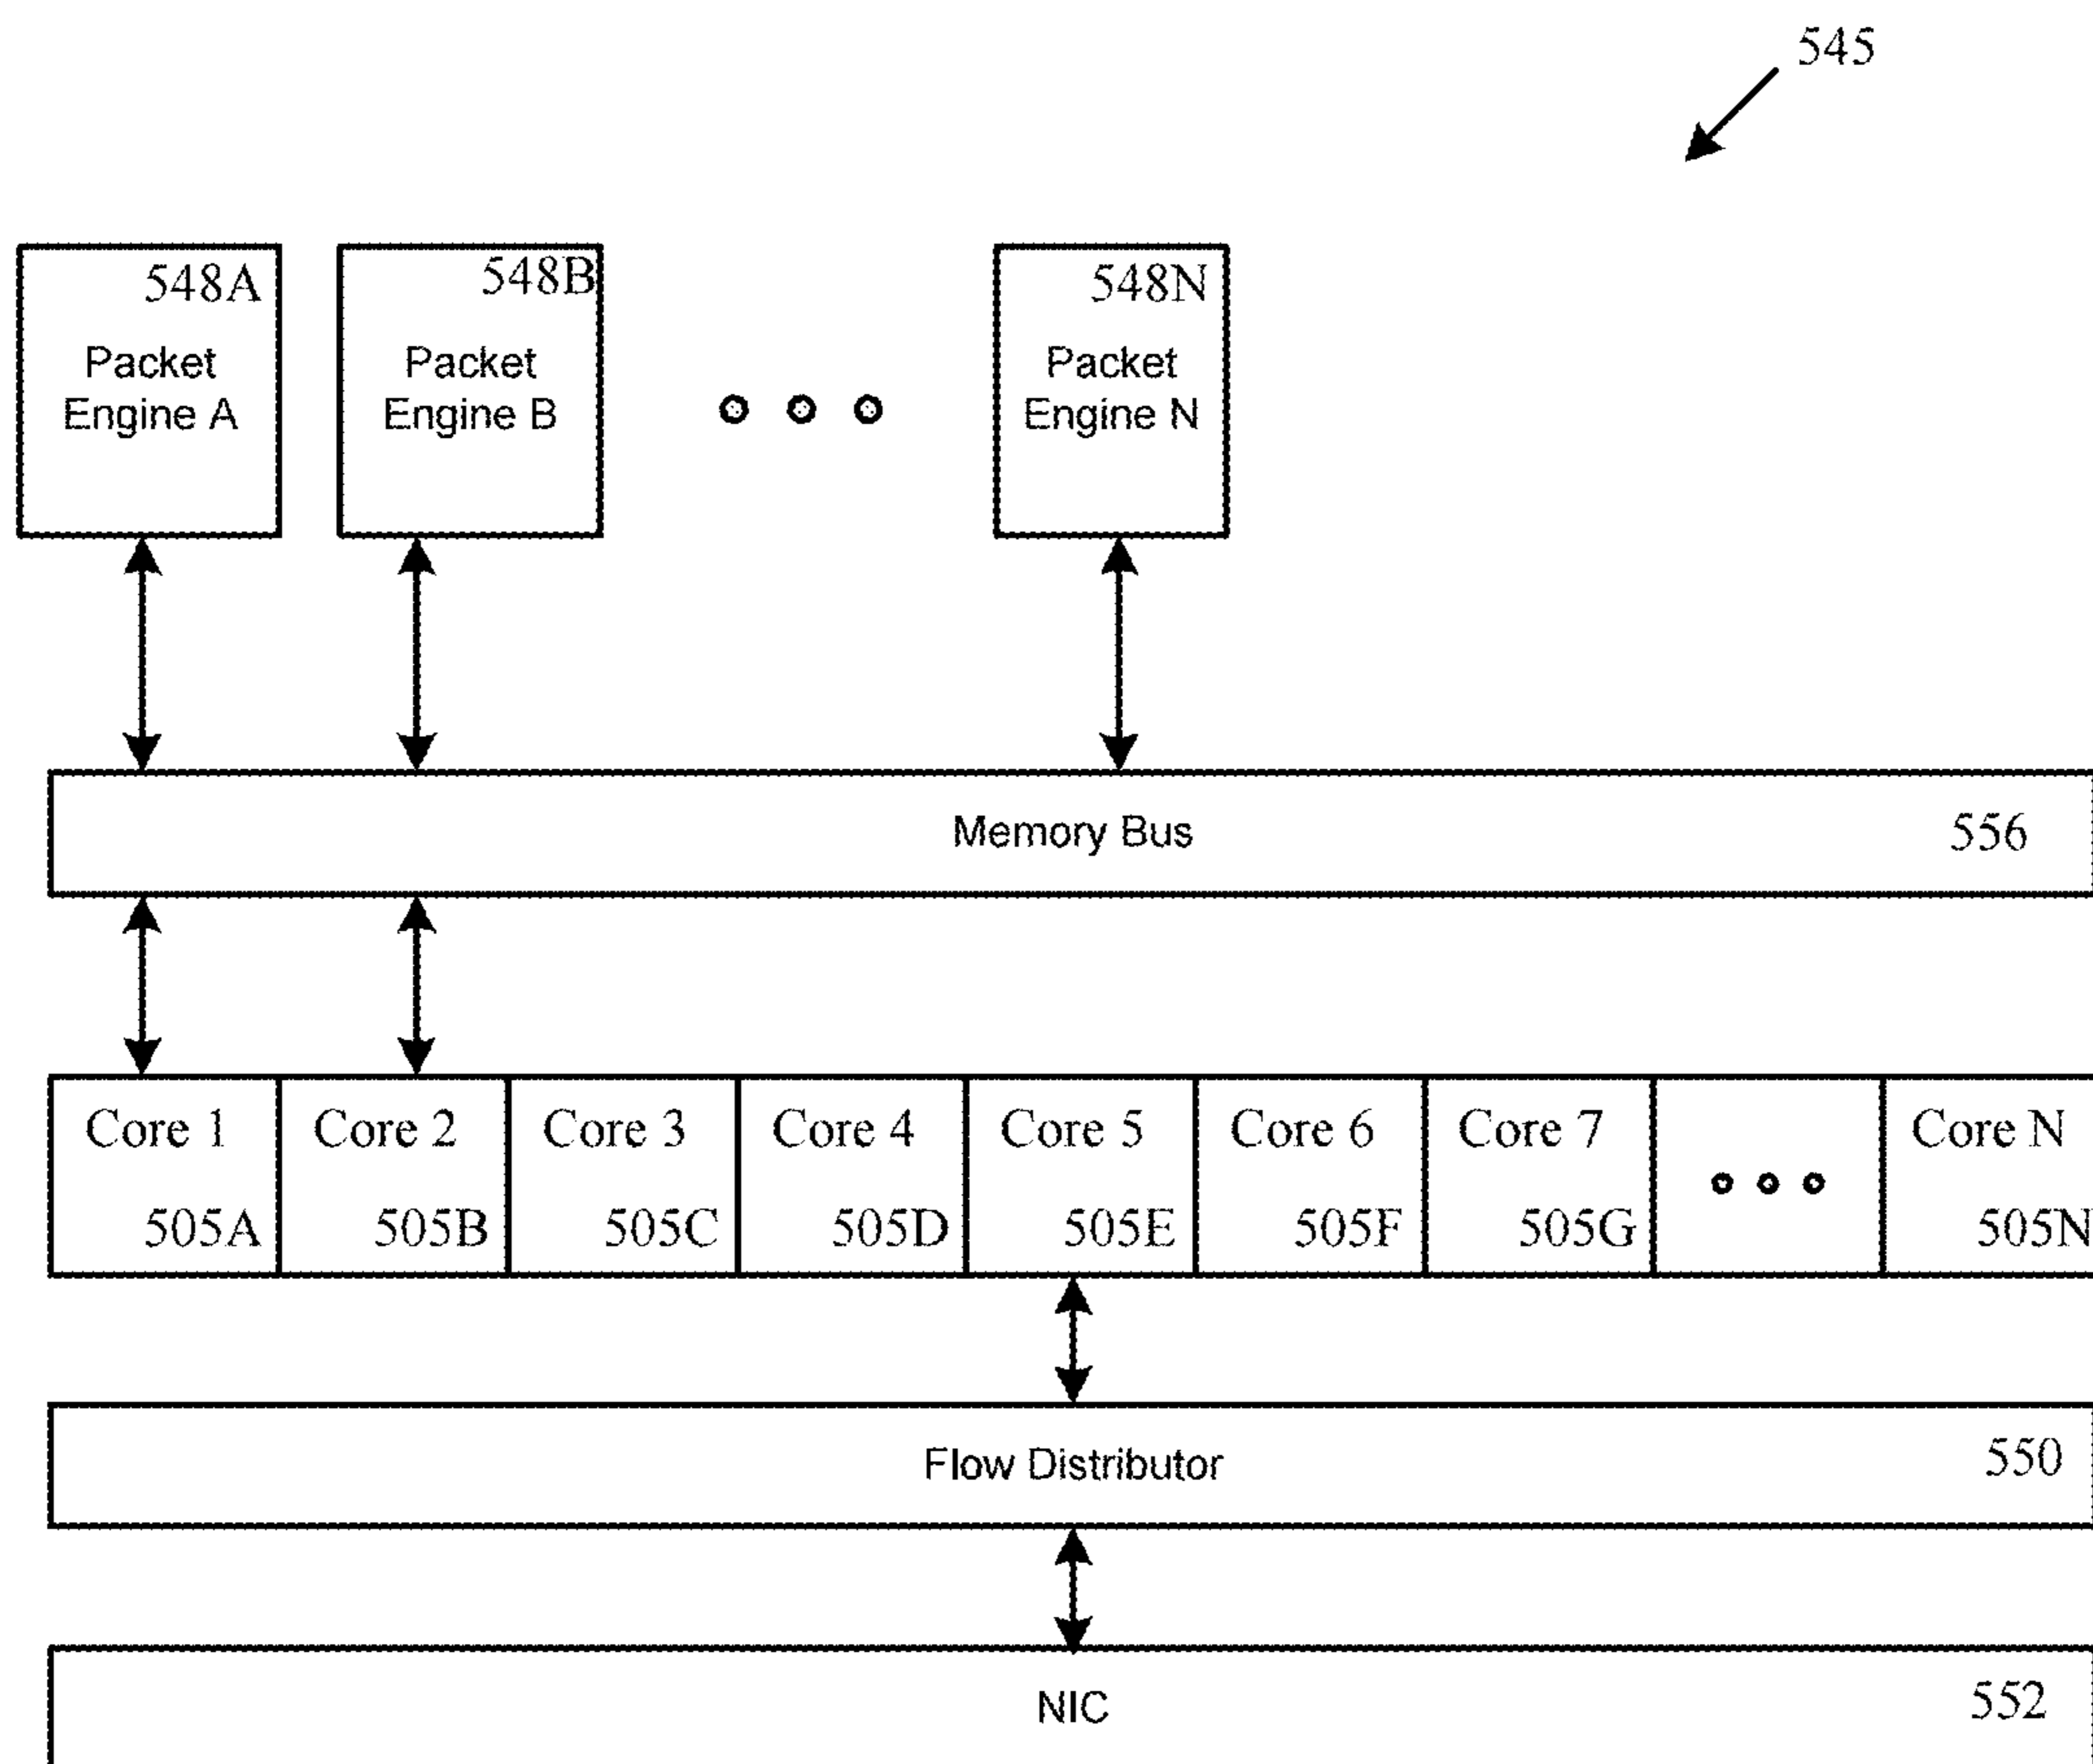 545
548A
Packet
Engine A
548B
Packet
Engine B
548N
Packet
Engine N
Memory Bus
556
Core 1
505A
Core 2
505B
Core 3
505C
Core 4
505D
Core 5
505E
Core 6
505F
Core 7
505G
Core N
505N
Flow Distributor
550
NIC
552